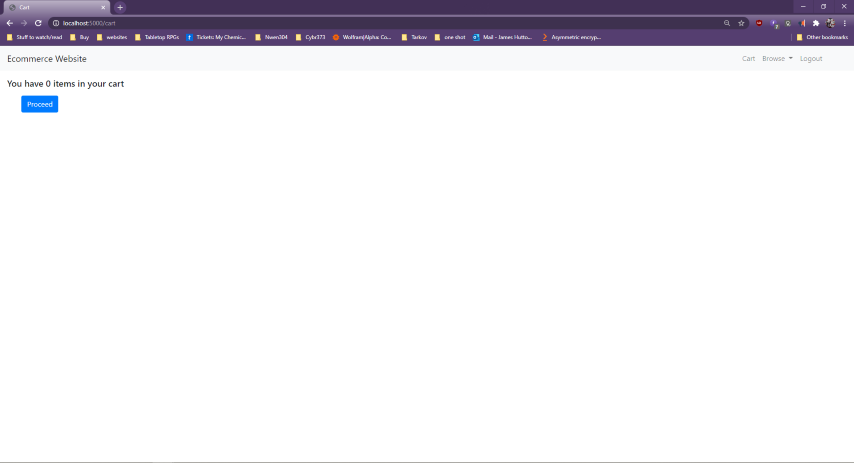 Cart
localhost:5000/cart
Stuff to watch/read Buy websites Tabletop RPGs Tickets: My Chemic... Nwen304 Cybr373 Wolfram|Alpha: Co... Tarkov one shot Mail - James Hutto... Asymmetric encryp... Other bookmarks
Ecommerce Website Cart Browse Logout
You have 0 items in your cart
Proceed